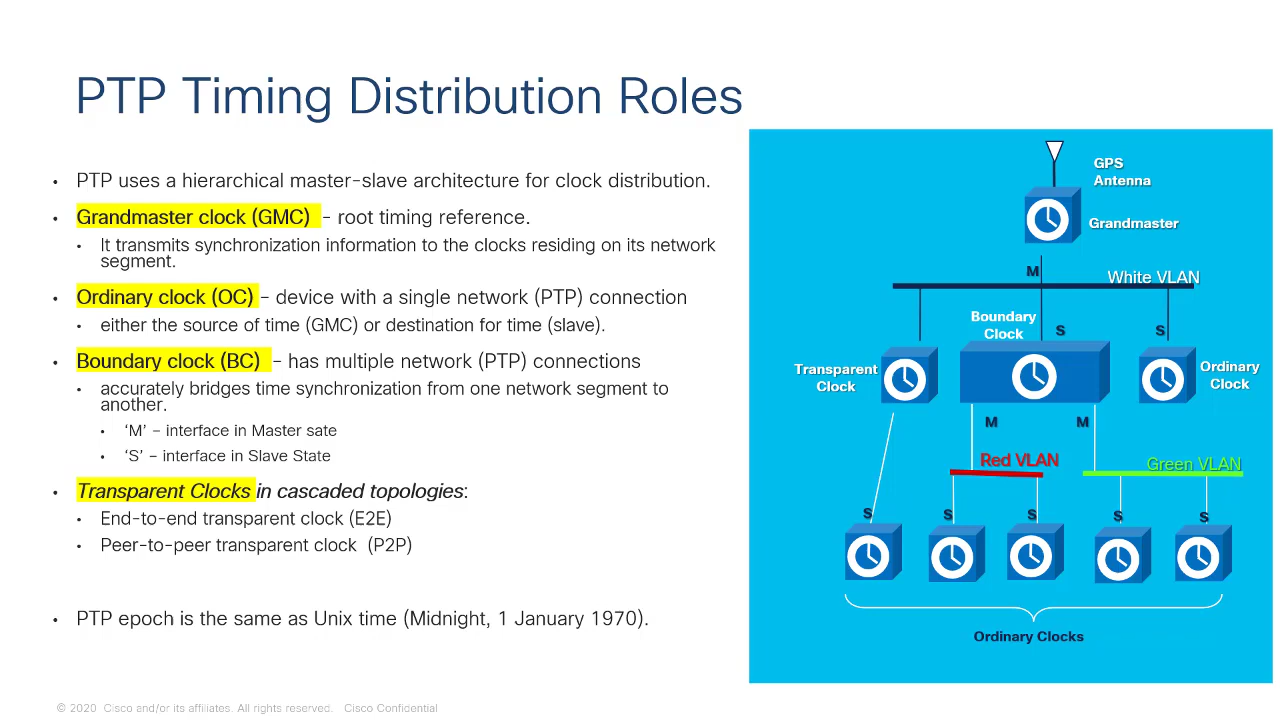 PTP Timing Distribution Roles
• PTP uses a hierarchical master-slave architecture for clock distribution.
• Grandmaster clock (GMC) - root timing reference.
• It transmits synchronization information to the clocks residing on its network
segment.
• Ordinary clock (OC) - device with a single network (PTP) connection
• either the source of time (GMC) or destination for time (slave).
• Boundary clock (BC) - has multiple network (PTP) connections
• accurately bridges time synchronization from one network segment to
another.
• ‘M’ – interface in Master sate
• ‘S’ – interface in Slave State
• Transparent Clocks in cascaded topologies:
• End-to-end transparent clock (E2E)
• Peer-to-peer transparent clock (P2P)
• PTP epoch is the same as Unix time (Midnight, 1 January 1970).
GPS
Antenna
Grandmaster
M
White VLAN
Boundary
Clock
S
S
Transparent
Clock
Ordinary
Clock
M
M
Red VLAN
Green VLAN
S
S
S
S
S
Ordinary Clocks
© 2020 Cisco and/or its affiliates. All rights reserved. Cisco Confidential